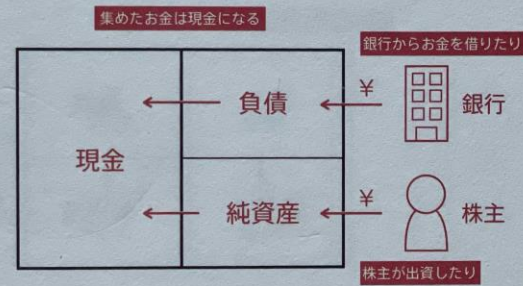 集めたお金は現金になる
銀行からお金を借りたり
負債
¥
銀行
現金
純資産
¥
株主
株主が出資したり